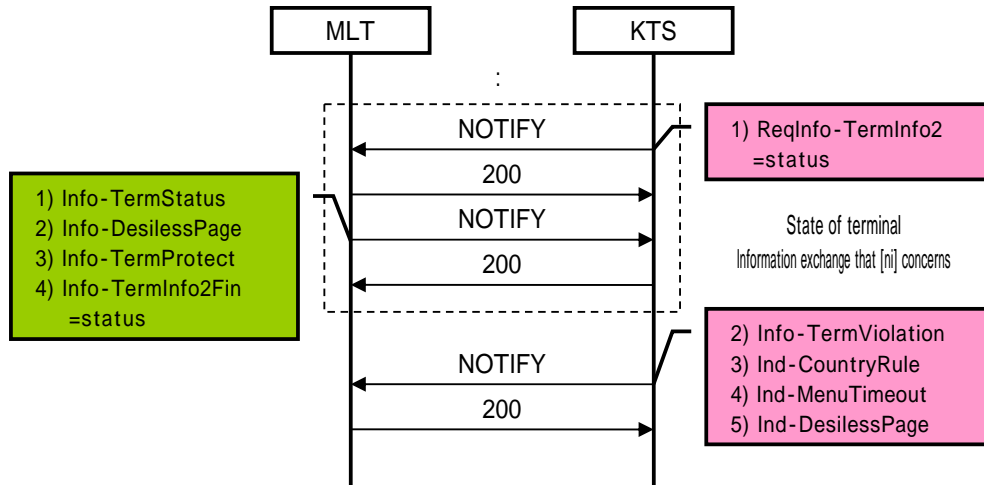 MLT
KTS
:
NOTIFY
1) ReqInfo-TermInfo2
=status
200
1) Info-TermStatus
2) Info-DesilessPage
3) Info-TermProtect
4) Info-TermInfo2Fin
=status
NOTIFY
State of terminal
Information exchange that [ni] concerns
200
2) Info-TermViolation
3) Ind-CountryRule
4) Ind-MenuTimeout
5) Ind-DesilessPage
NOTIFY
200